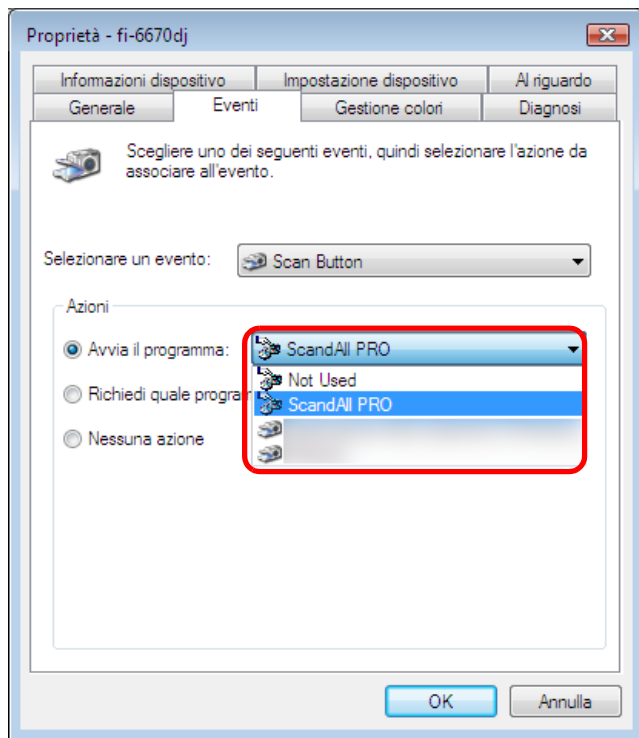 Proprietà - fi-6670dj
Informazioni dispositivo
Impostazione dispositivo
Al riguardo
Generale
Eventi
Gestione colori
Diagnosi
Scegliere uno dei seguenti eventi, quindi selezionare l'azione da
associare all'evento.
Selezionare un evento:
Scan Button
Azioni
Avvia il programma:
ScandAll PRO
Not Used
Richiedi quale
ScandAll PRO
Nessuna azione
OK
Annulla